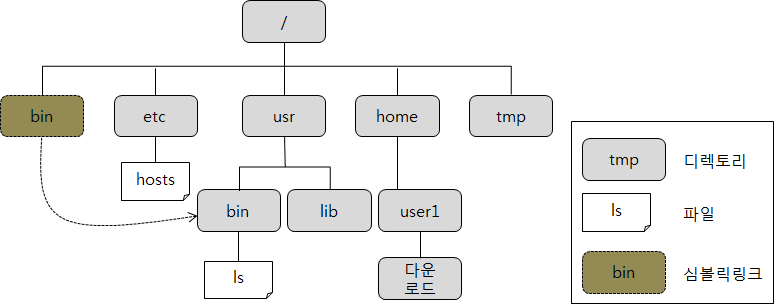 /
bin
etc
usr
home
tmp
hosts
bin
lib
user1
ls
다운
로드
tmp
디렉토리
ls
파일
bin
심볼릭링크